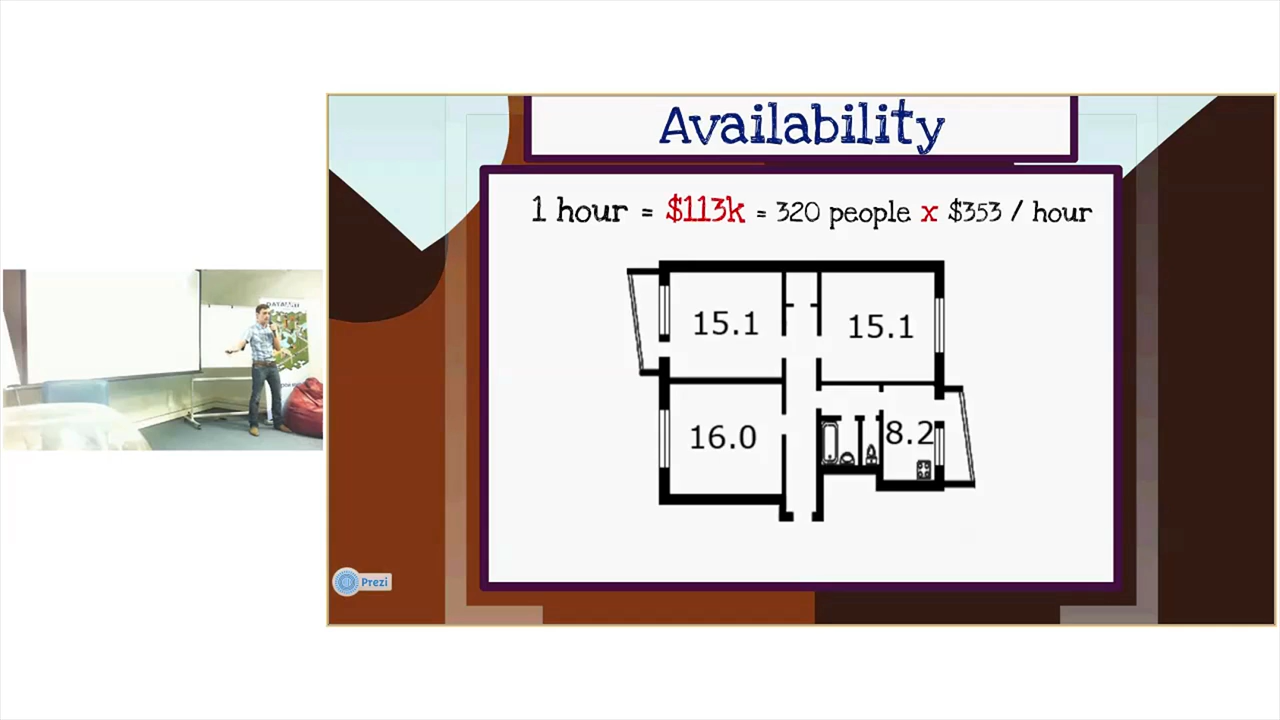 Availability
1 hour = $113k = 320 people x $353 / hour
15.1
15.1
16.0
8.2
Prezi